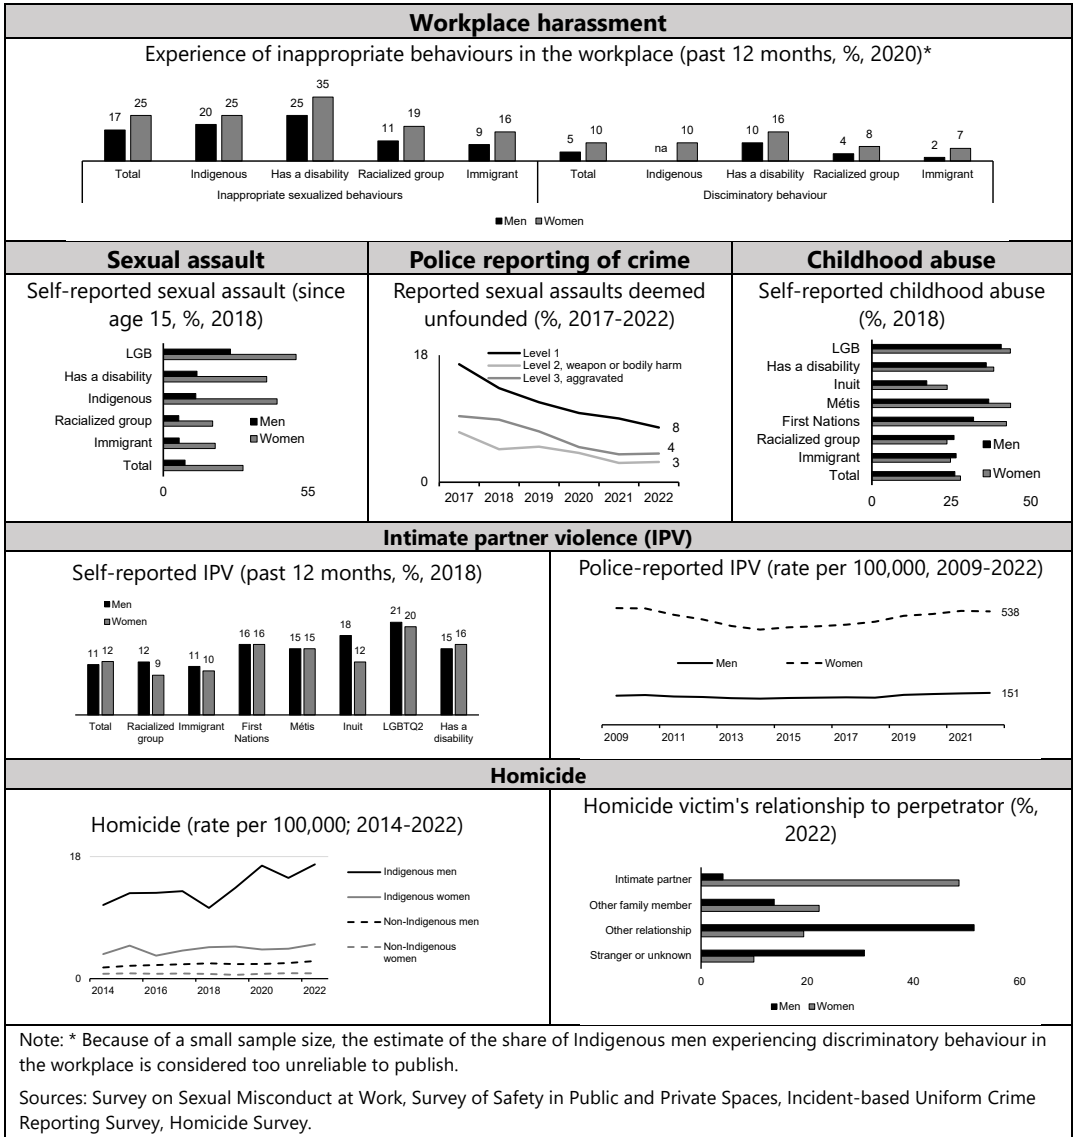 Workplace harassment
Experience of inappropriate behaviours in the workplace (past 12 months, %, 2020)*
17 25 20 25 25 35 11 19 9 16 5 10 na 10 10 16 4 8 2 7
Total Indigenous Has a disability Racialized group Immigrant Total Indigenous Has a disability Racialized group Immigrant
Inappropriate sexualized behaviours Disciminatory behaviour
Men Women
Sexual assault
Self-reported sexual assault (since
age 15, %, 2018)
LGB
Has a disability
Indigenous
Racialized group
Immigrant
Total
Men
Women
0 55
Police reporting of crime
Reported sexual assaults deemed
unfounded (%, 2017-2022)
18
Level 1
Level 2, weapon or bodily harm
Level 3, aggravated
8
4
3
0
2017 2018 2019 2020 2021 2022
Childhood abuse
Self-reported childhood abuse
(%, 2018)
LGB
Has a disability
Inuit
Métis
First Nations
Racialized group
Immigrant
Total
Men
Women
0 25 50
Intimate partner violence (IPV)
Self-reported IPV (past 12 months, %, 2018)
Men
Women
11 12 12 9 11 10 16 16 15 15 18 12 21 20 15 16
Total Racialized Immigrant First Métis Inuit LGBTQ2 Has a
group Nations disability
Police-reported IPV (rate per 100,000, 2009-2022)
538
Men Women
151
2009 2011 2013 2015 2017 2019 2021
Homicide
Homicide (rate per 100,000; 2014-2022)
18
Indigenous men
Indigenous women
Non-Indigenous men
Non-Indigenous
women
0
2014 2016 2018 2020 2022
Homicide victim's relationship to perpetrator (%,
2022)
Intimate partner
Other family member
Other relationship
Stranger or unknown
0 20 40 60
Men Women
Note: * Because of a small sample size, the estimate of the share of Indigenous men experiencing discriminatory behaviour in
the workplace is considered too unreliable to publish.
Sources: Survey on Sexual Misconduct at Work, Survey of Safety in Public and Private Spaces, Incident-based Uniform Crime
Reporting Survey, Homicide Survey.